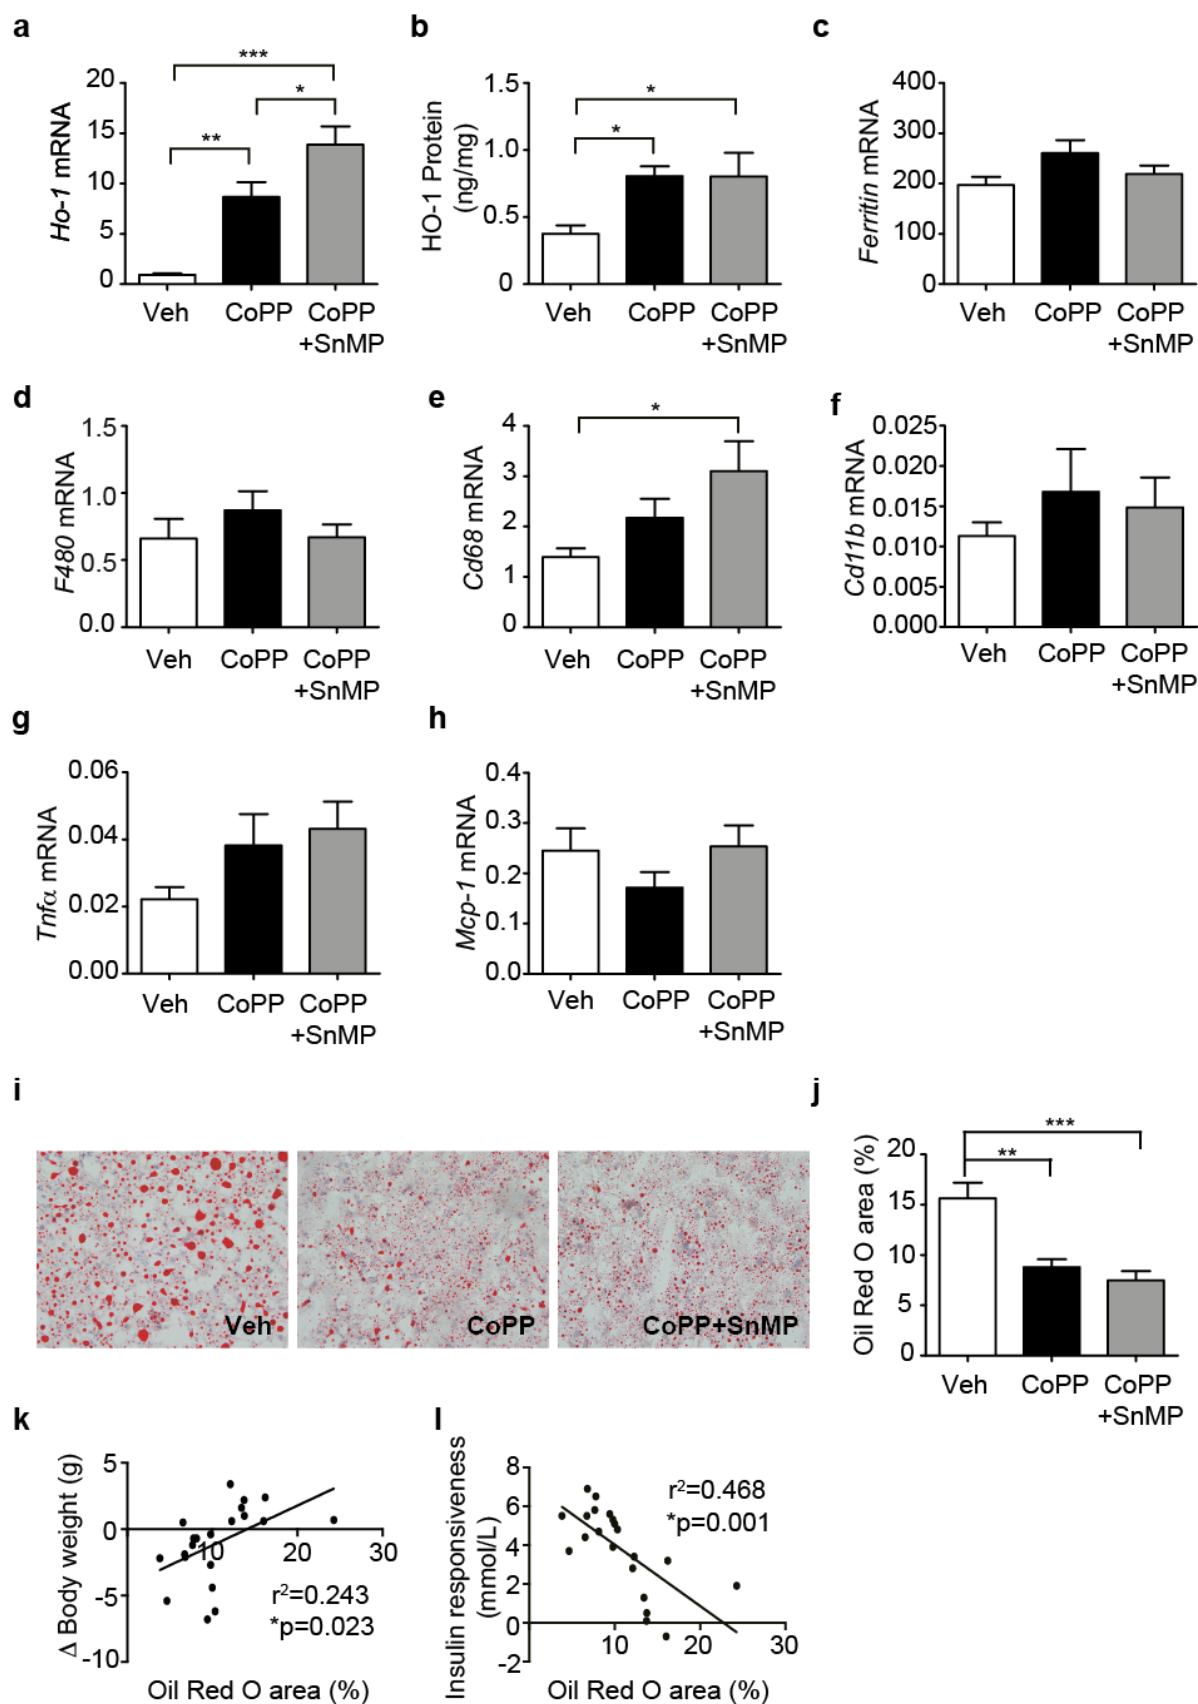 a
Ho-1 mRNA
20
15
10
5
0
***
*
**
Veh
CoPP
CoPP
+SnMP
b
HO-1 Protein
(ng/mg)
1.5
1.0
0.5
0
*
*
Veh
CoPP
CoPP
+SnMP
c
Ferritin mRNA
400
300
200
100
0
Veh
CoPP
CoPP
+SnMP
d
F480 mRNA
1.5
1.0
0.5
0.0
Veh
CoPP
CoPP
+SnMP
e
Cd68 mRNA
4
3
2
1
0
*
Veh
CoPP
CoPP
+SnMP
f
Cd11b mRNA
0.025
0.020
0.015
0.010
0.005
0.000
Veh
CoPP
CoPP
+SnMP
g
Tnfα mRNA
0.06
0.04
0.02
0.00
Veh
CoPP
CoPP
+SnMP
h
Mcp-1 mRNA
0.4
0.3
0.2
0.1
0.0
Veh
CoPP
CoPP
+SnMP
i
Veh
CoPP
CoPP+SnMP
j
Oil Red O area (%)
20
15
10
5
0
***
**
Veh
CoPP
CoPP
+SnMP
k
Δ Body weight (g)
5
0
-5
-10
10
20
30
r²=0.243
*p=0.023
Oil Red O area (%)
l
Insulin responsiveness
(mmol/L)
8
6
4
2
0
-2
10
20
30
r²=0.468
*p=0.001
Oil Red O area (%)